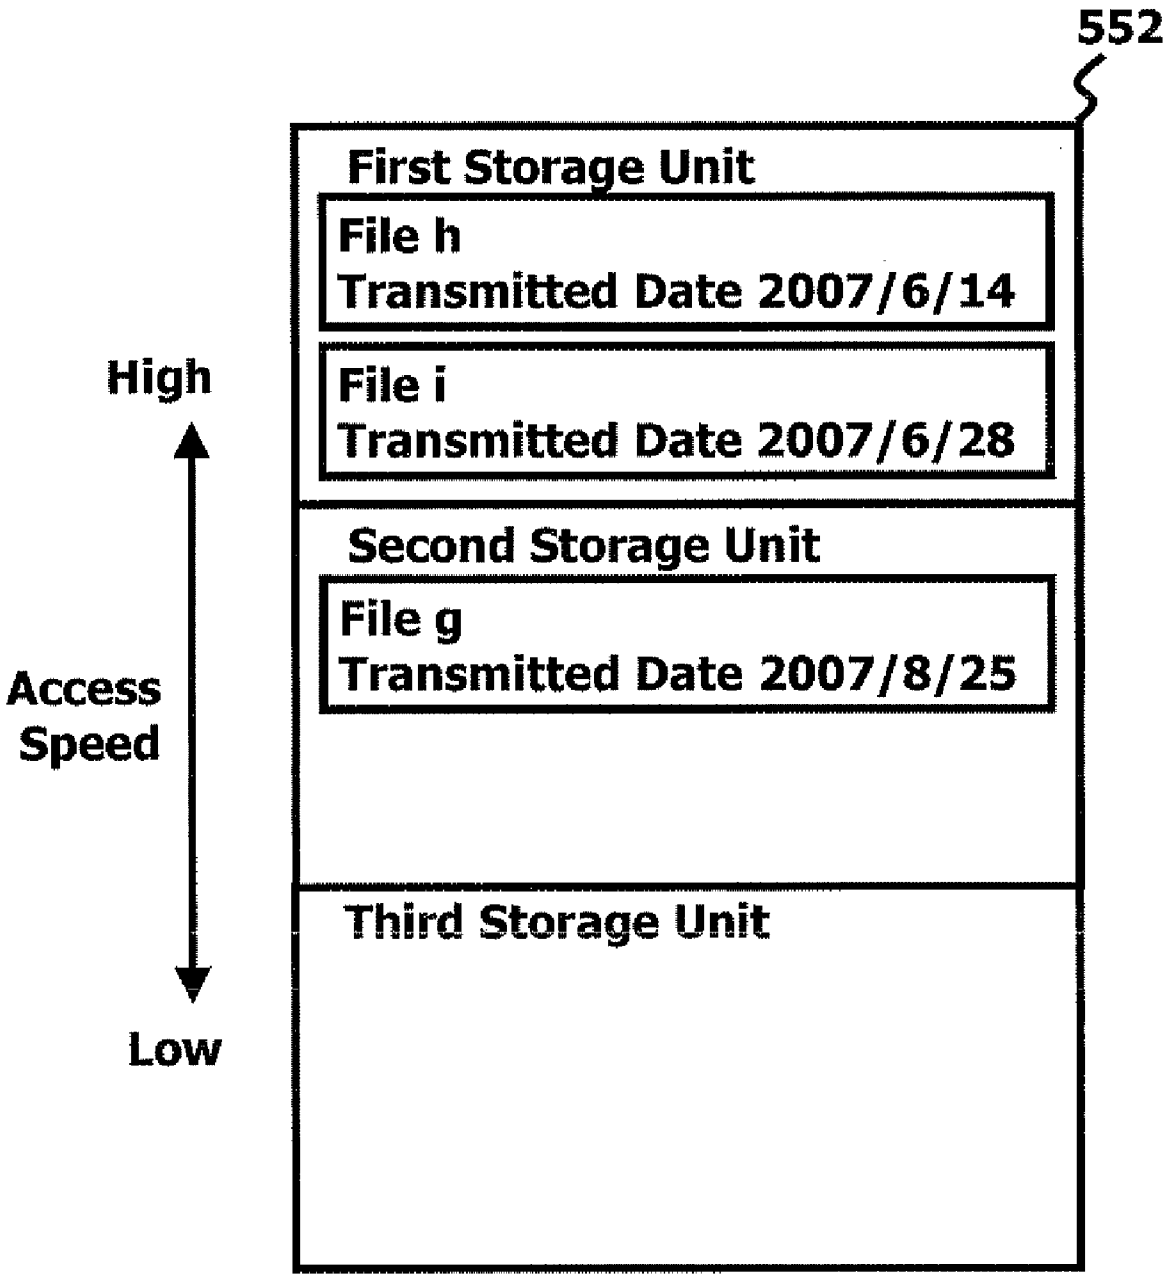 552
First Storage Unit
File h
Transmitted Date 2007/6/14
File i
Transmitted Date 2007/6/28
Second Storage Unit
File g
Transmitted Date 2007/8/25
Third Storage Unit
High
Access
Speed
Low